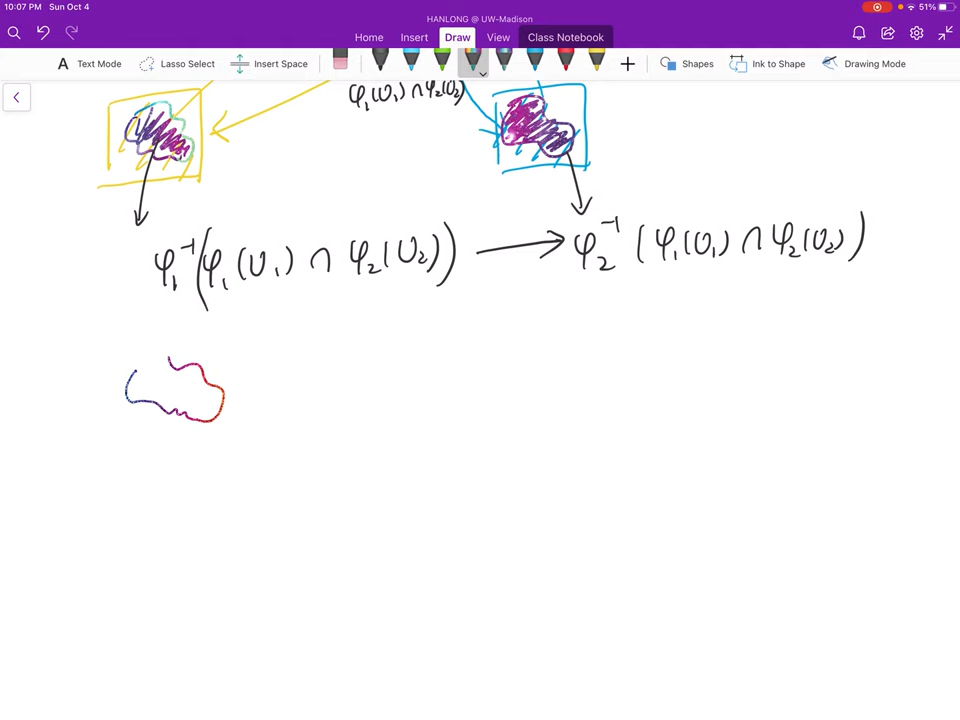 10:07 PM Sun Oct 4 51%
HANLONG @ UW-Madison
Home Insert Draw View Class Notebook
A Text Mode Lasso Select Insert Space Shapes Ink to Shape Drawing Mode
φ₁(U₁) ∩ φ₂(U₂)
φ₁⁻¹(φ₁(U₁) ∩ φ₂(U₂)) → φ₂⁻¹(φ₁(U₁) ∩ φ₂(U₂))